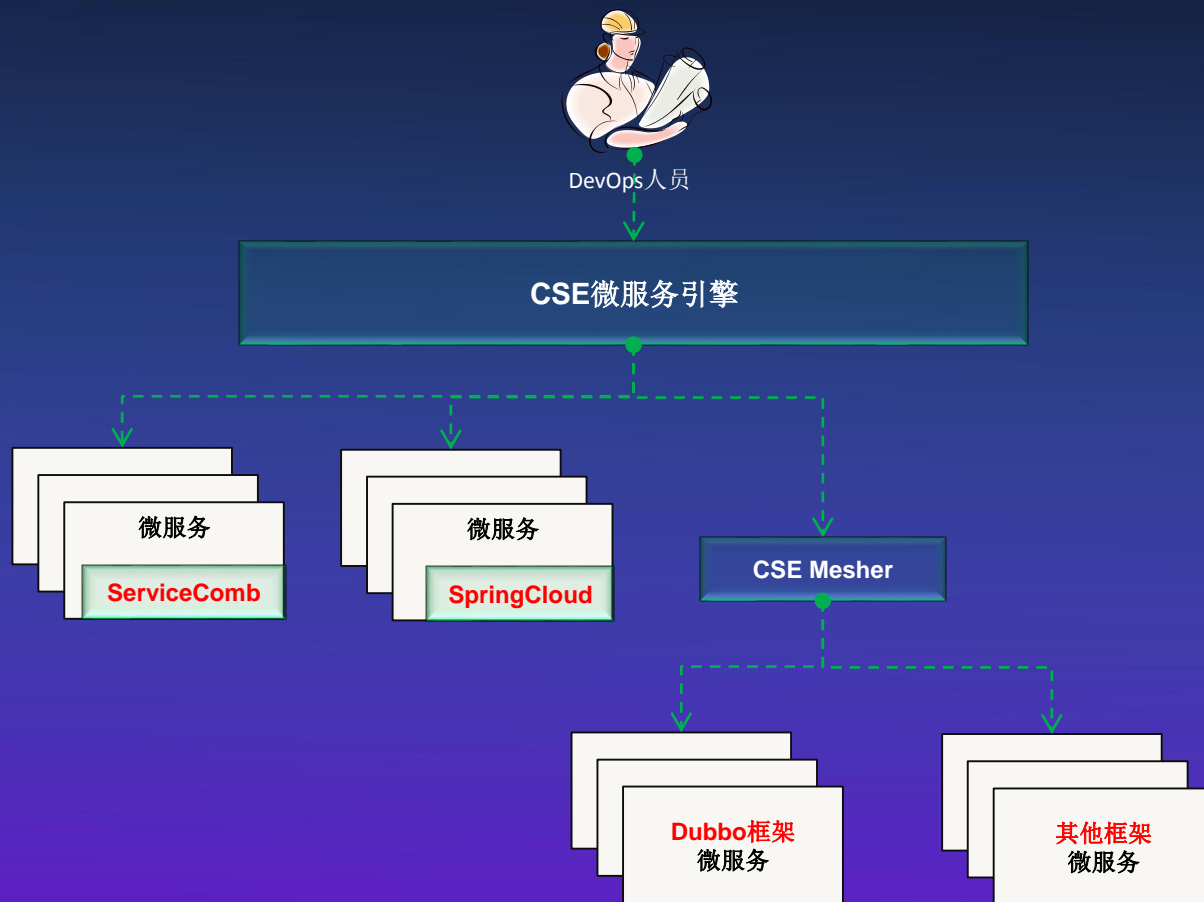 DevOps人员
CSE微服务引擎
微服务
ServiceComb
微服务
SpringCloud
CSE Mesher
Dubbo框架
微服务
其他框架
微服务